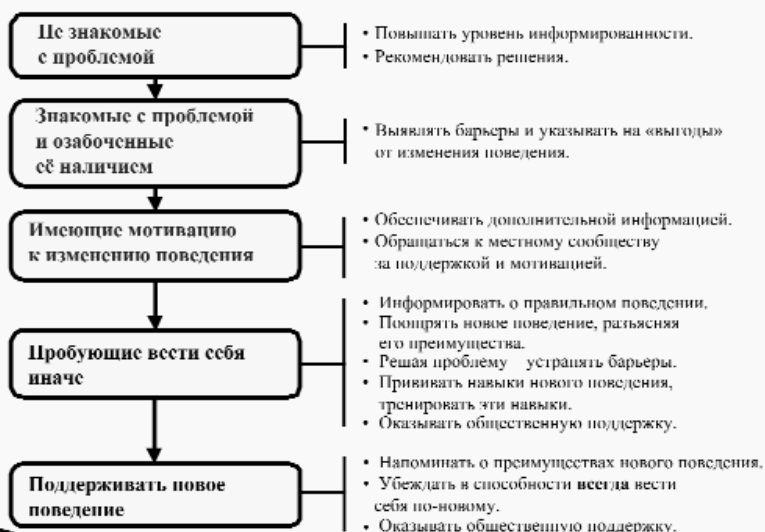 Не знакомые
с проблемой
• Повышать уровень информированности.
• Рекомендовать решения.
Знакомые с проблемой
и озабоченные
её наличием
• Выявлять барьеры и указывать на «выгоды»
от изменения поведения.
Имеющие мотивацию
к изменению поведения
• Обеспечивать дополнительной информацией.
• Обращаться к местному сообществу
за поддержкой и мотивацией.
Пробующие вести себя
иначе
• Информировать о правильном поведении.
• Поощрять новое поведение, разъясняя
его преимущества.
• Решая проблему устранять барьеры.
• Прививать навыки нового поведения,
тренировать эти навыки.
• Оказывать общественную поддержку.
Поддерживать новое
поведение
• Напоминать о преимуществах нового поведения.
• Убеждать в способности всегда вести
себя по-новому.
• Оказывать общественную поддержку.